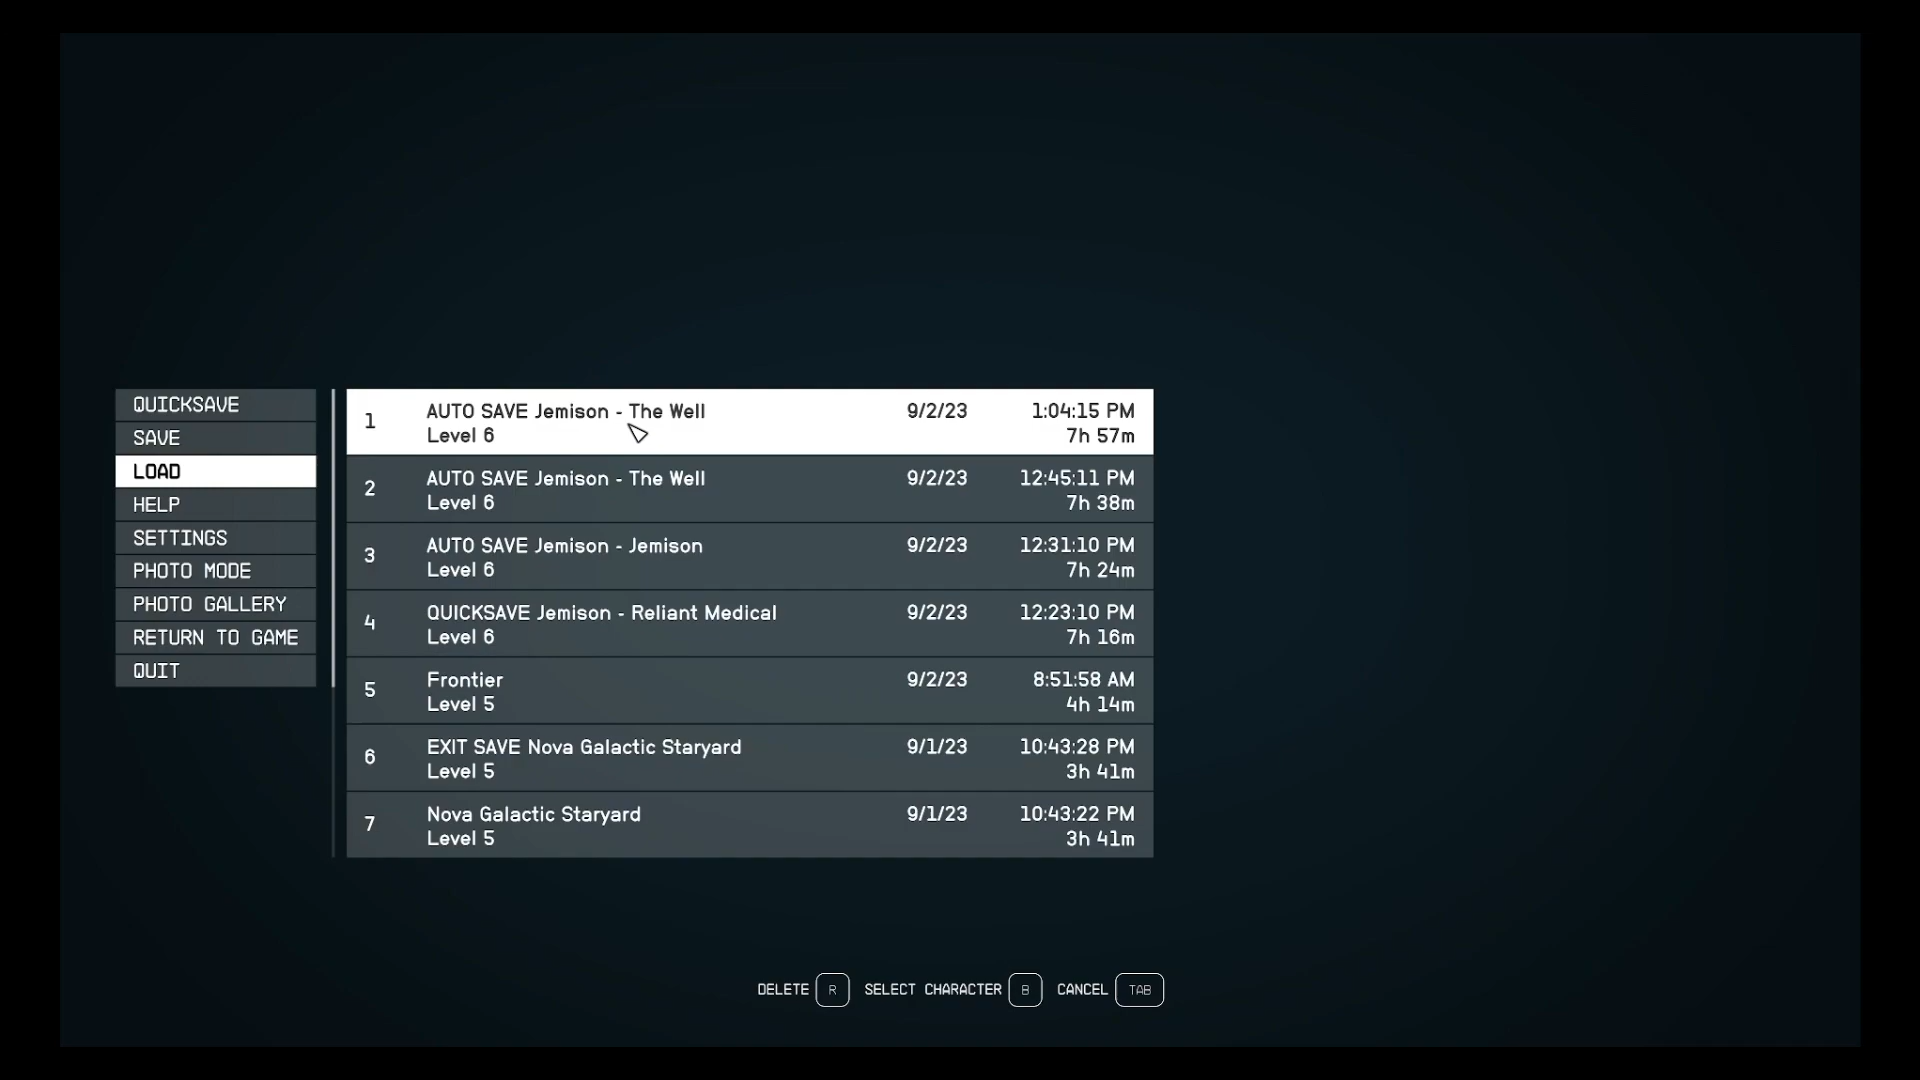 QUICKSAVE
SAVE
LOAD
HELP
SETTINGS
PHOTO MODE
PHOTO GALLERY
RETURN TO GAME
QUIT
1 AUTO SAVE Jemison - The Well 9/2/23 1:04:15 PM
Level 6 7h 57m
2 AUTO SAVE Jemison - The Well 9/2/23 12:45:11 PM
Level 6 7h 38m
3 AUTO SAVE Jemison - Jemison 9/2/23 12:31:10 PM
Level 6 7h 24m
4 QUICKSAVE Jemison - Reliant Medical 9/2/23 12:23:10 PM
Level 6 7h 16m
5 Frontier 9/2/23 8:51:58 AM
Level 5 4h 14m
6 EXIT SAVE Nova Galactic Staryard 9/1/23 10:43:28 PM
Level 5 3h 41m
7 Nova Galactic Staryard 9/1/23 10:43:22 PM
Level 5 3h 41m
DELETE R SELECT CHARACTER B CANCEL TAB